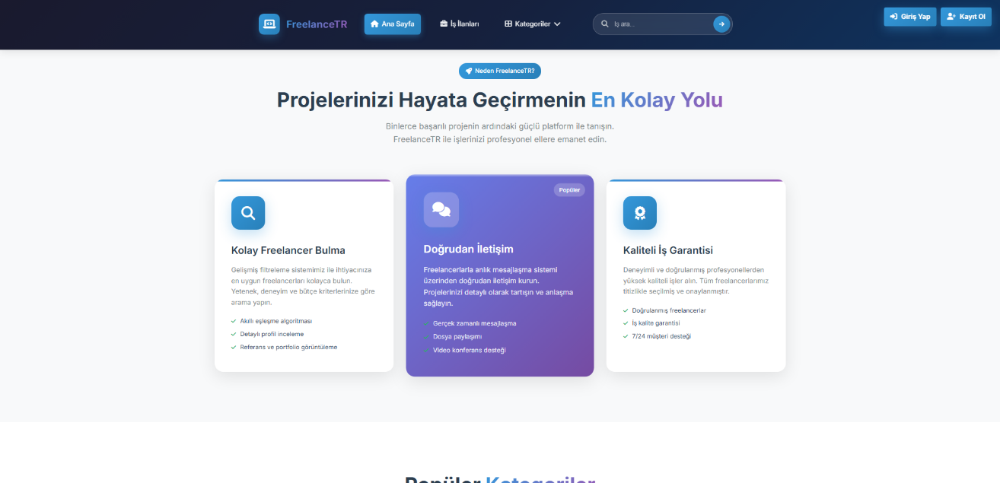 FreelanceTR
Ana Sayfa
İş İlanları
Kategoriler
İş ara...
Giriş Yap
Kayıt Ol
Neden FreelanceTR?
Projelerinizi Hayata Geçirmenin En Kolay Yolu
Binlerce başarılı projenin ardındaki güçlü platform ile tanışın.
FreelanceTR ile işlerinizi profesyonel ellere emanet edin.
Kolay Freelancer Bulma
Gelişmiş filtreleme sistemimiz ile ihtiyacınıza
en uygun freelancerları kolayca bulun.
Yetenek, deneyim ve bütçe kriterlerinize göre
arama yapın.
Akıllı eşleşme algoritması
Detaylı profil inceleme
Referans ve portfolio görüntüleme
Popüler
Doğrudan İletişim
Freelancerlarla anlık mesajlaşma sistemi
üzerinden doğrudan iletişim kurun.
Projelerinizi detaylı olarak tartışın ve anlaşma
sağlayın.
Gerçek zamanlı mesajlaşma
Dosya paylaşımı
Video konferans desteği
Kaliteli İş Garantisi
Deneyimli ve doğrulanmış profesyonellerden
yüksek kaliteli işler alın. Tüm freelancerlarımız
titizlikle seçilmiş ve onaylanmıştır.
Doğrulanmış freelancerlar
İş kalite garantisi
7/24 müşteri desteği
Popüler Kategoriler